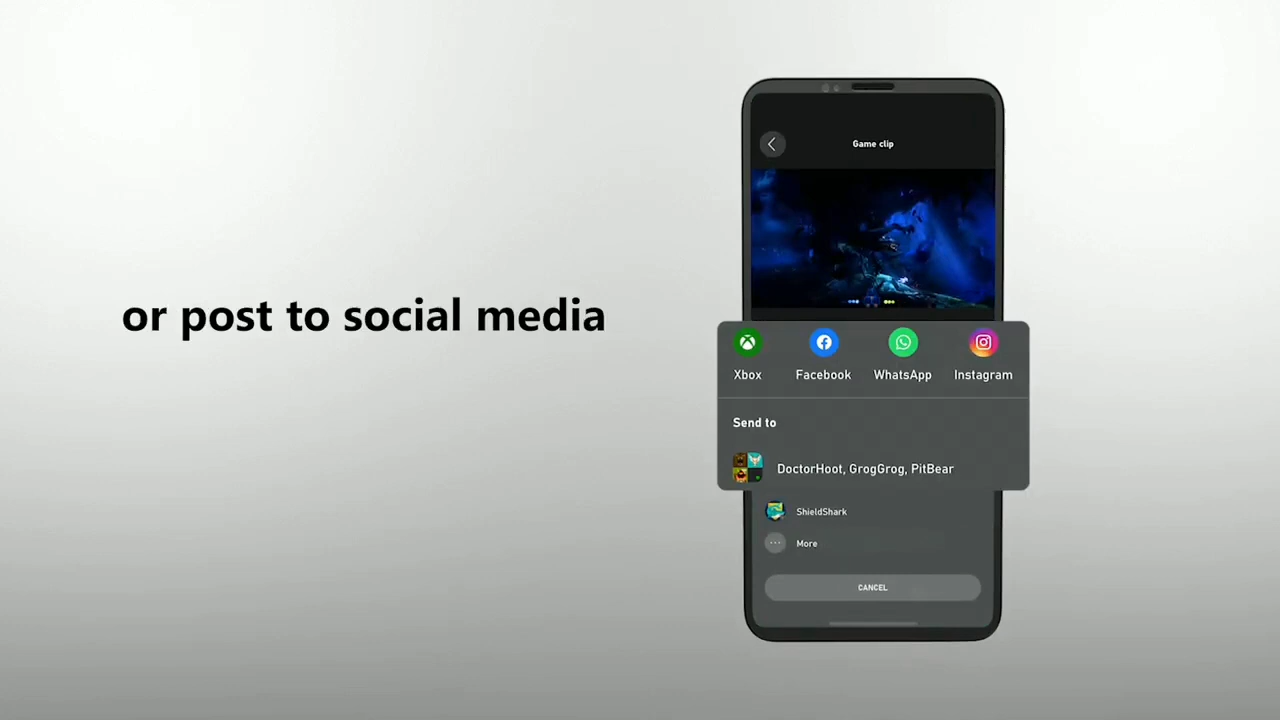 or post to social media
Game clip
Xbox Facebook WhatsApp Instagram
Send to
DoctorHoot, GrogGrog, PitBear
ShieldShark
More
CANCEL